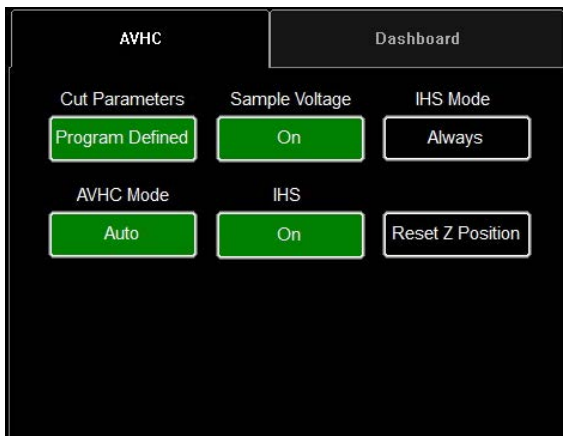 AVHC
Dashboard
Cut Parameters
Sample Voltage
IHS Mode
Program Defined
On
Always
AVHC Mode
IHS
Auto
On
Reset Z Position